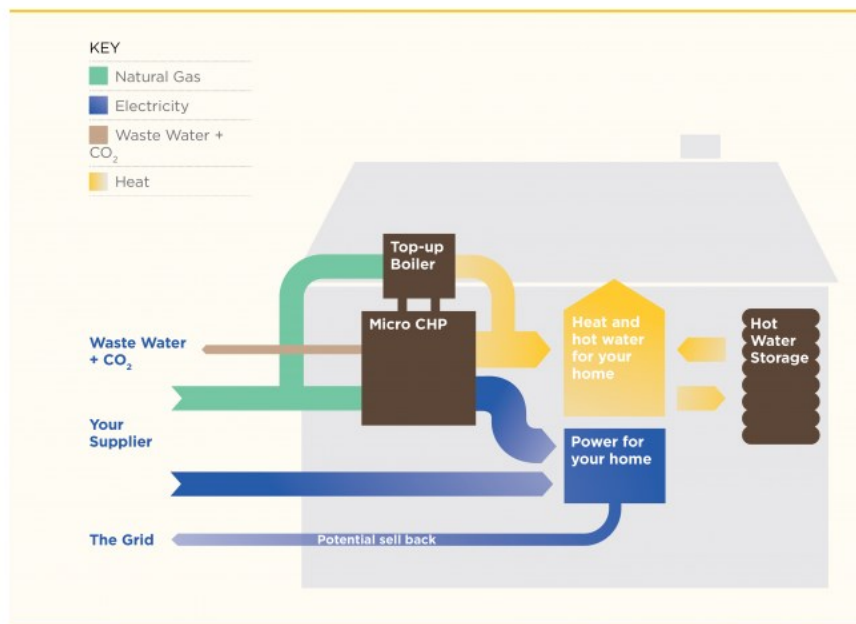 KEY
Natural Gas
Electricity
Waste Water +
CO₂
Heat
Top-up
Boiler
Micro CHP
Waste Water
+ CO₂
Heat and
hot water
for your
home
Hot
Water
Storage
Your
Supplier
Power for
your home
The Grid
Potential sell back